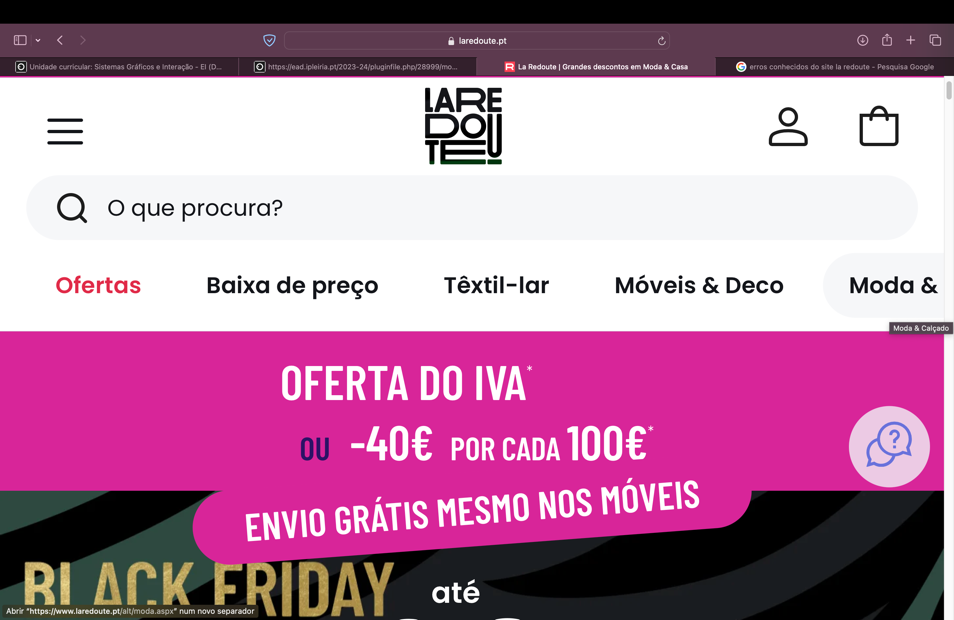 laredoute.pt
Unidade curricular: Sistemas Gráficos e Interação - EI (D...
https://ead.ipleiria.pt/2023-24/pluginfile.php/28999/mo...
La Redoute | Grandes descontos em Moda & Casa
erros conhecidos do site la redoute - Pesquisa Google
LA RE
DOU
TE
O que procura?
Ofertas
Baixa de preço
Têxtil-lar
Móveis & Deco
Moda &
Moda & Calçado
OFERTA DO IVA*
OU -40€ POR CADA 100€*
ENVIO GRÁTIS MESMO NOS MÓVEIS
BLACK FRIDAY
até
Abrir "https://www.laredoute.pt/alt/moda.aspx" num novo separador